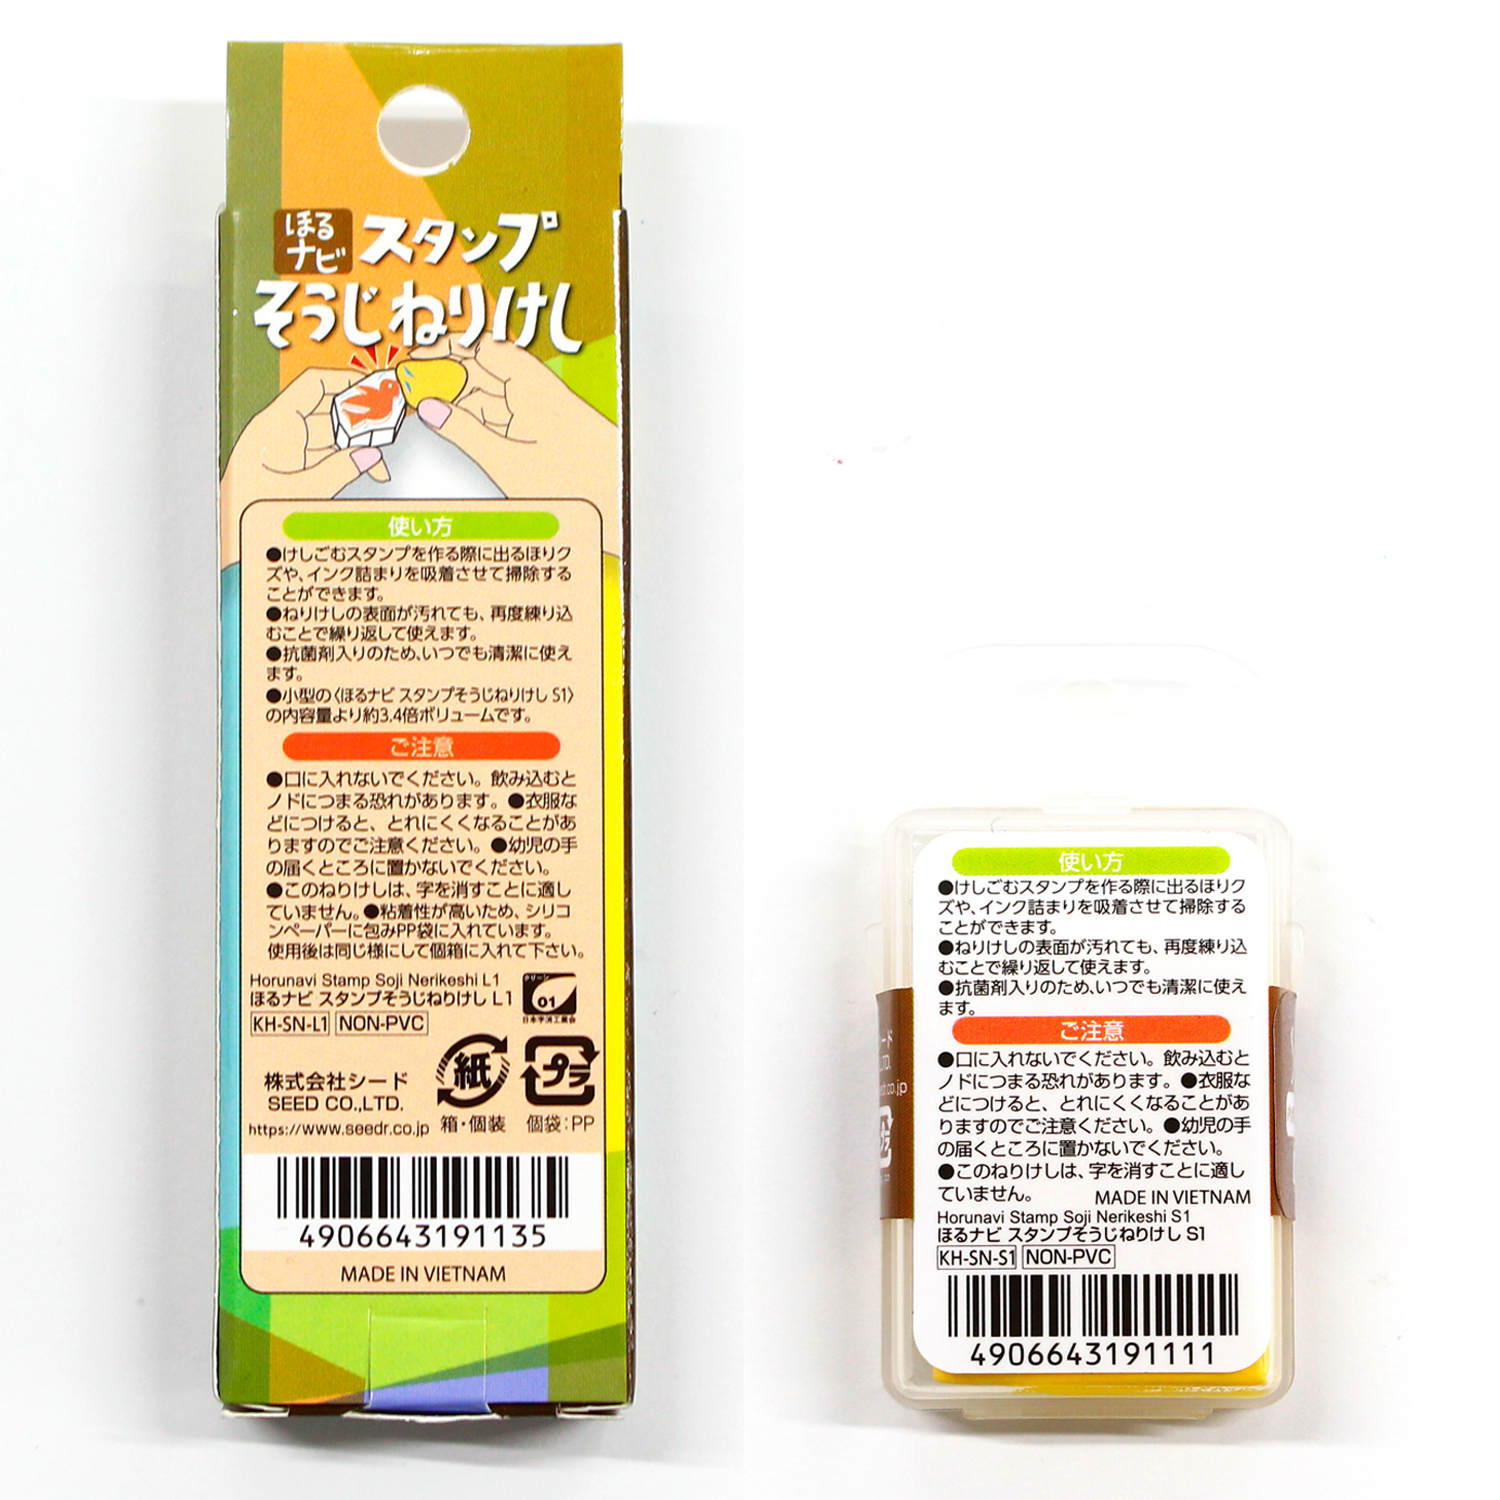 ほる
ナビ
スタンプ
そうじねりけし
使い方
●けしごむスタンプを作る際に出るほりク
ズや、インク詰まりを吸着させて掃除する
ことができます。
●ねりけしの表面が汚れても、再度練り込
むことで繰り返して使えます。
●抗菌剤入りのため、いつでも清潔に使え
ます。
●小型の〈ほるナビ スタンプそうじねりけし S1〉
の内容量より約3.4倍ボリュームです。
ご注意
●口に入れないでください。飲み込むと
ノドにつまる恐れがあります。●衣服な
どにつけると、とれにくくなることがあ
りますのでご注意ください。●幼児の手
の届くところに置かないでください。
●このねりけしは、字を消すことに適し
ていません。●粘着性が高いため、シリコ
ンペーパーに包みPP袋に入れています。
使用後は同じ様にして個箱に入れて下さい。
Horunavi Stamp Soji Nerikeshi L1
ほるナビ スタンプそうじねりけし L1
KH-SN-L1 NON-PVC
クリーン
01
日本字消工業会
株式会社シード
SEED CO.,LTD.
https://www.seedr.co.jp
紙
箱・個装
プラ
個袋:PP
4906643191135
MADE IN VIETNAM
使い方
●けしごむスタンプを作る際に出るほりク
ズや、インク詰まりを吸着させて掃除する
ことができます。
●ねりけしの表面が汚れても、再度練り込
むことで繰り返して使えます。
●抗菌剤入りのため、いつでも清潔に使え
ます。
ご注意
●口に入れないでください。飲み込むと
ノドにつまる恐れがあります。●衣服な
どにつけると、とれにくくなることがあ
りますのでご注意ください。●幼児の手
の届くところに置かないでください。
●このねりけしは、字を消すことに適し
ていません。 MADE IN VIETNAM
Horunavi Stamp Soji Nerikeshi S1
ほるナビ スタンプそうじねりけし S1
KH-SN-S1 NON-PVC
4906643191111